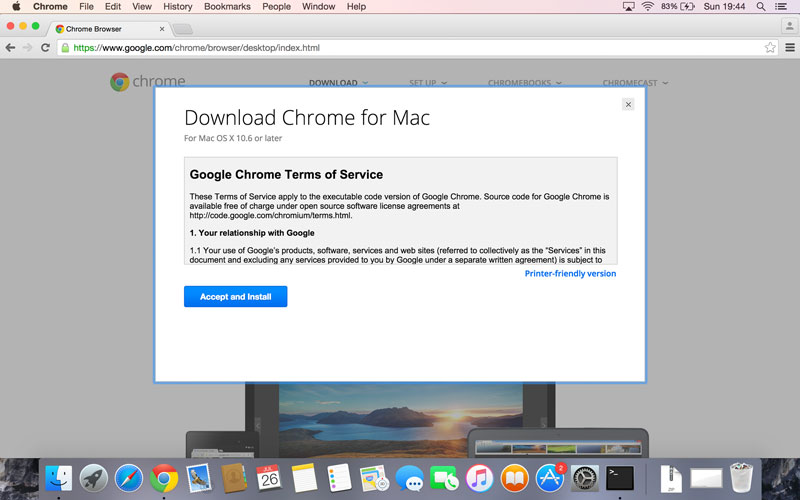 Chrome File Edit View History Bookmarks People Window Help 83% Sun 19:44
Chrome Browser
https://www.google.com/chrome/browser/desktop/index.html
chrome DOWNLOAD SET UP CHROMEBOOKS CHROMECAST
Download Chrome for Mac
For Mac OS X 10.6 or later
Google Chrome Terms of Service
These Terms of Service apply to the executable code version of Google Chrome. Source code for Google Chrome is
available free of charge under open source software license agreements at
http://code.google.com/chromium/terms.html.
1. Your relationship with Google
1.1 Your use of Google's products, software, services and web sites (referred to collectively as the "Services" in this
document and excluding any services provided to you by Google under a separate written agreement) is subject to
Printer-friendly version
Accept and Install
JUL
26
2